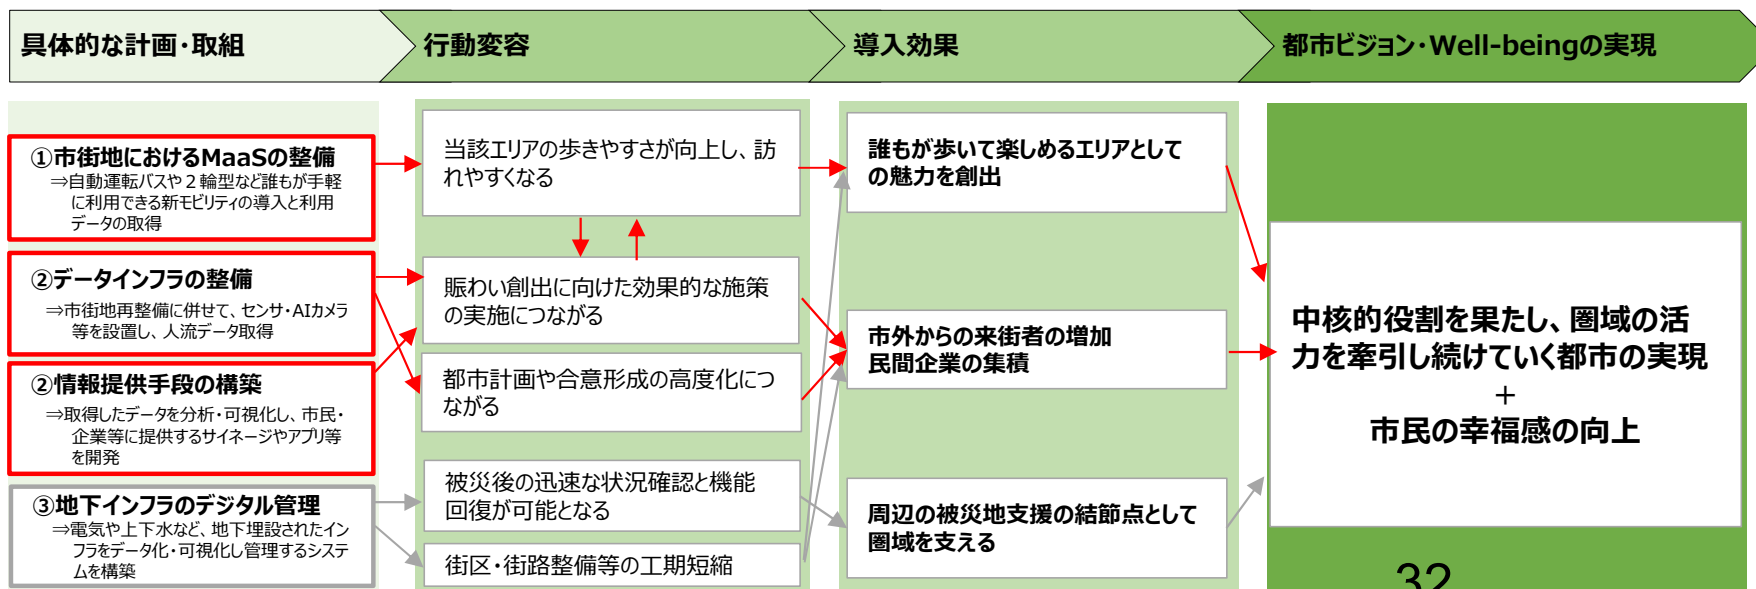 具体的な計画・取組
行動変容
導入効果
都市ビジョン・Well-beingの実現
①市街地におけるMaaSの整備
⇒自動運転バスや２輪型など誰もが手軽
に利用できる新モビリティの導入と利用
データの取得
②データインフラの整備
⇒市街地再整備に併せて、センサ・AIカメラ
等を設置し、人流データ取得
②情報提供手段の構築
⇒取得したデータを分析・可視化し、市民・
企業等に提供するサイネージやアプリ等
を開発
③地下インフラのデジタル管理
⇒電気や上下水など、地下埋設されたイン
フラをデータ化・可視化し管理するシステ
ムを構築
当該エリアの歩きやすさが向上し、訪
れやすくなる
賑わい創出に向けた効果的な施策
の実施につながる
都市計画や合意形成の高度化につ
ながる
被災後の迅速な状況確認と機能
回復が可能となる
街区・街路整備等の工期短縮
誰もが歩いて楽しめるエリアとして
の魅力を創出
市外からの来街者の増加
民間企業の集積
周辺の被災地支援の結節点として
圏域を支える
中核的役割を果たし、圏域の活
力を牽引し続けていく都市の実現
＋
市民の幸福感の向上
32